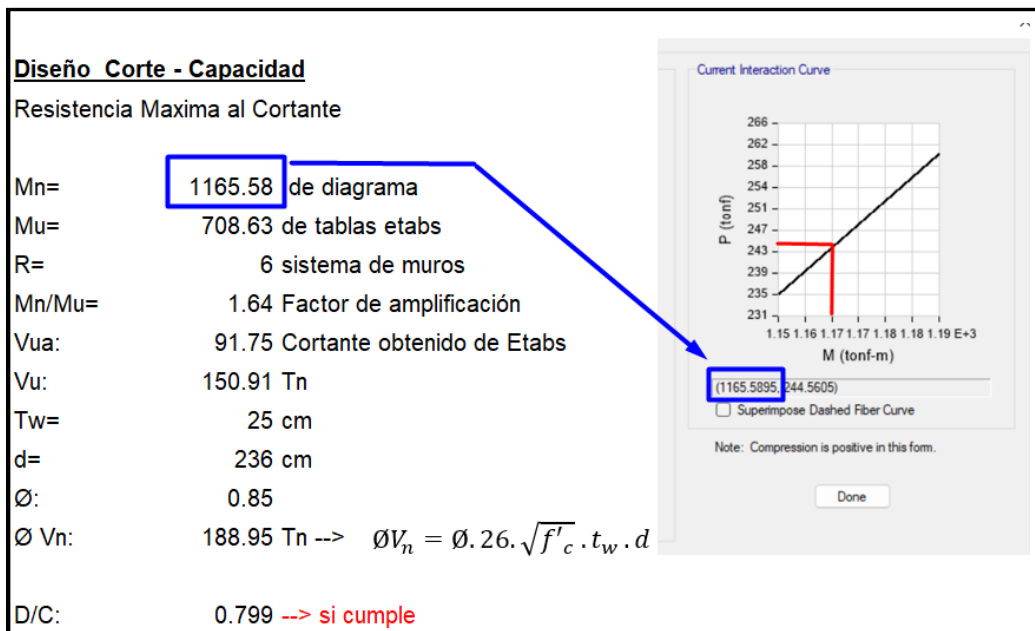 Diseño Corte - Capacidad
Resistencia Maxima al Cortante
Mn= 1165.58 de diagrama
Mu= 708.63 de tablas etabs
R= 6 sistema de muros
Mn/Mu= 1.64 Factor de amplificación
Vua: 91.75 Cortante obtenido de Etabs
Vu: 150.91 Tn
Tw= 25 cm
d= 236 cm
Ø: 0.85
Ø Vn: 188.95 Tn --> ØVn = Ø. 26. √f'c . tw . d
D/C: 0.799 --> si cumple
Current Interaction Curve
266
262
258
254
251
247
243
239
235
231
P (tonf)
1.15 1.16 1.17 1.17 1.18 1.18 1.19 E+3
M (tonf-m)
(1165.5895, 244.5605)
Superimpose Dashed Fiber Curve
Note: Compression is positive in this form.
Done